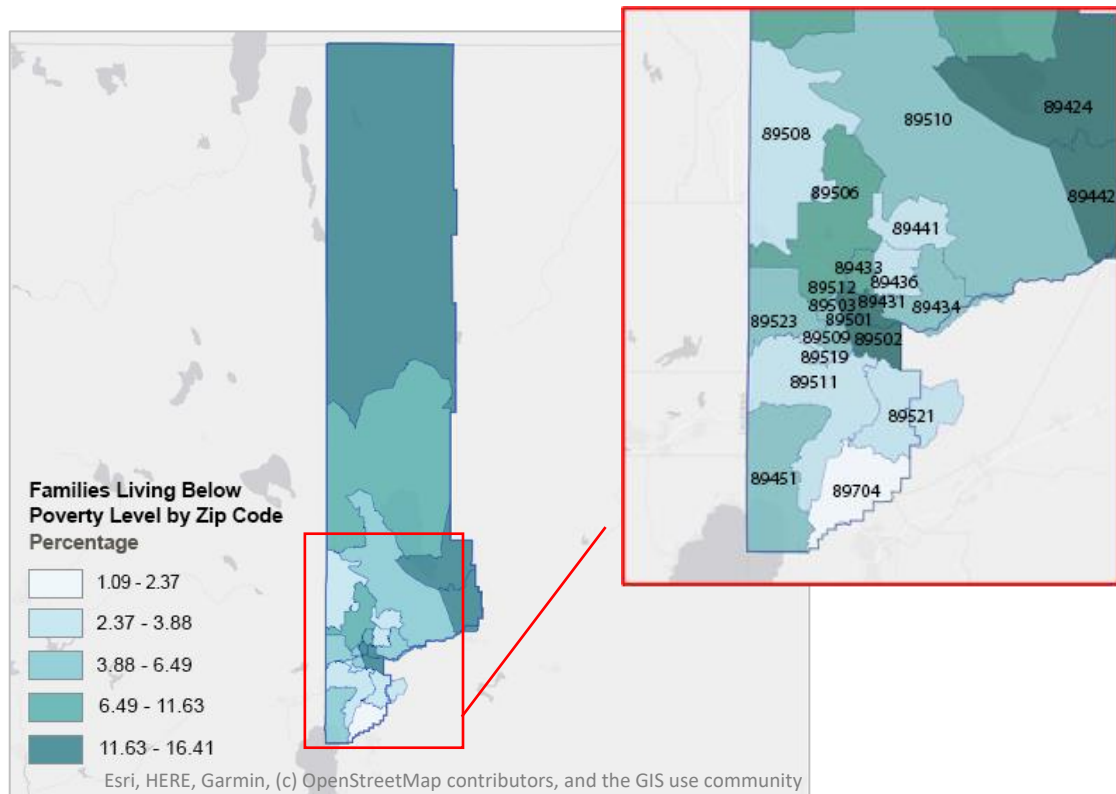 89424
89510
89508
89442
89506
89441
89433
89436
89512
89431
89503
89434
89501
89523
89502
89509
89519
89511
89521
89451
89704
Families Living Below
Poverty Level by Zip Code
Percentage
1.09 - 2.37
2.37 - 3.88
3.88 - 6.49
6.49 - 11.63
11.63 - 16.41
Esri, HERE, Garmin, (c) OpenStreetMap contributors, and the GIS use community